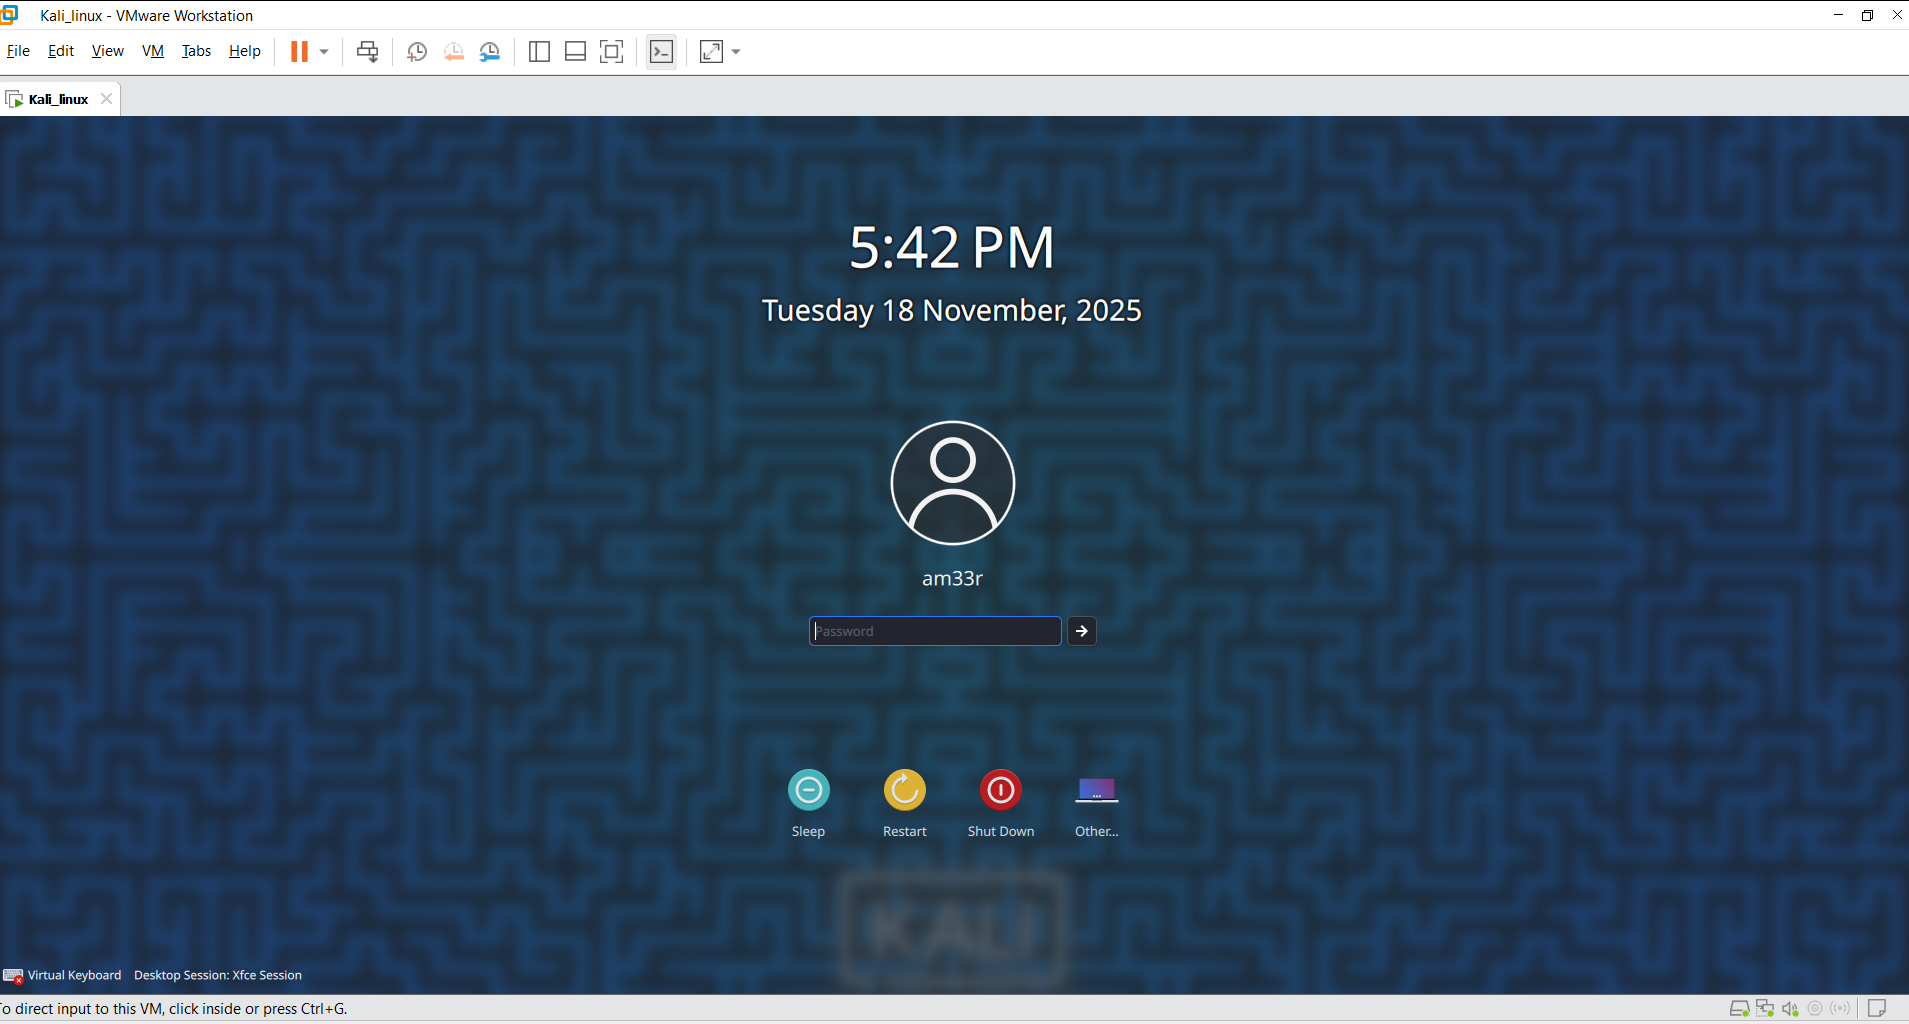 Kali_linux - VMware Workstation
File Edit View VM Tabs Help
Kali_linux
5:42 PM
Tuesday 18 November, 2025
am33r
Password
Sleep Restart Shut Down Other...
KALI
Virtual Keyboard Desktop Session: Xfce Session
To direct input to this VM, click inside or press Ctrl+G.